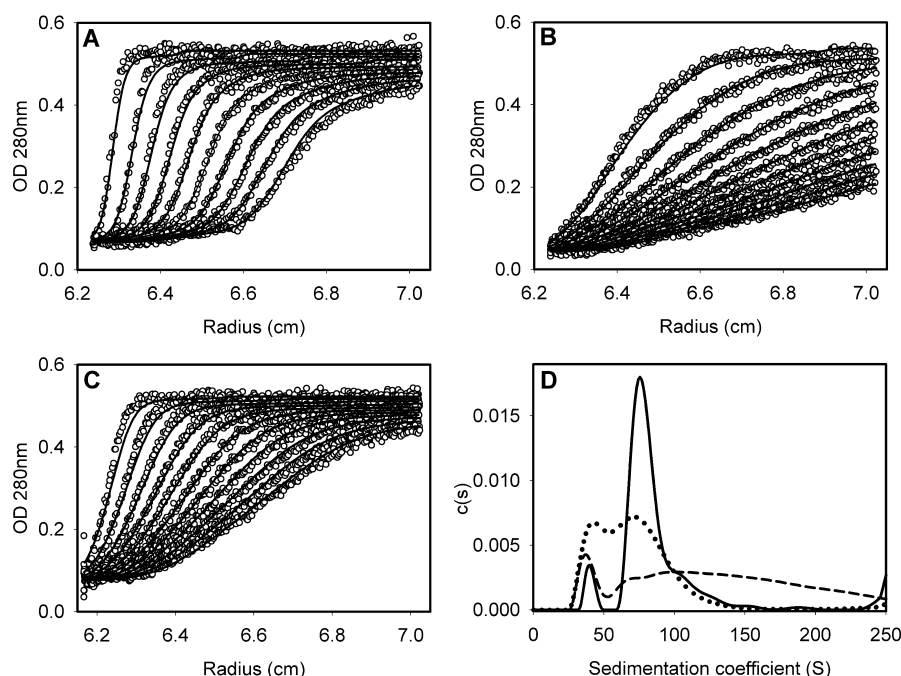 A
OD 280nm
0.6
0.4
0.2
0.0
6.2 6.4 6.6 6.8 7.0
Radius (cm)
B
OD 280nm
0.6
0.4
0.2
0.0
6.2 6.4 6.6 6.8 7.0
Radius (cm)
C
OD 280nm
0.6
0.4
0.2
0.0
6.2 6.4 6.6 6.8 7.0
Radius (cm)
D
c(s)
0.015
0.010
0.005
0.000
0 50 100 150 200 250
Sedimentation coefficient (S)